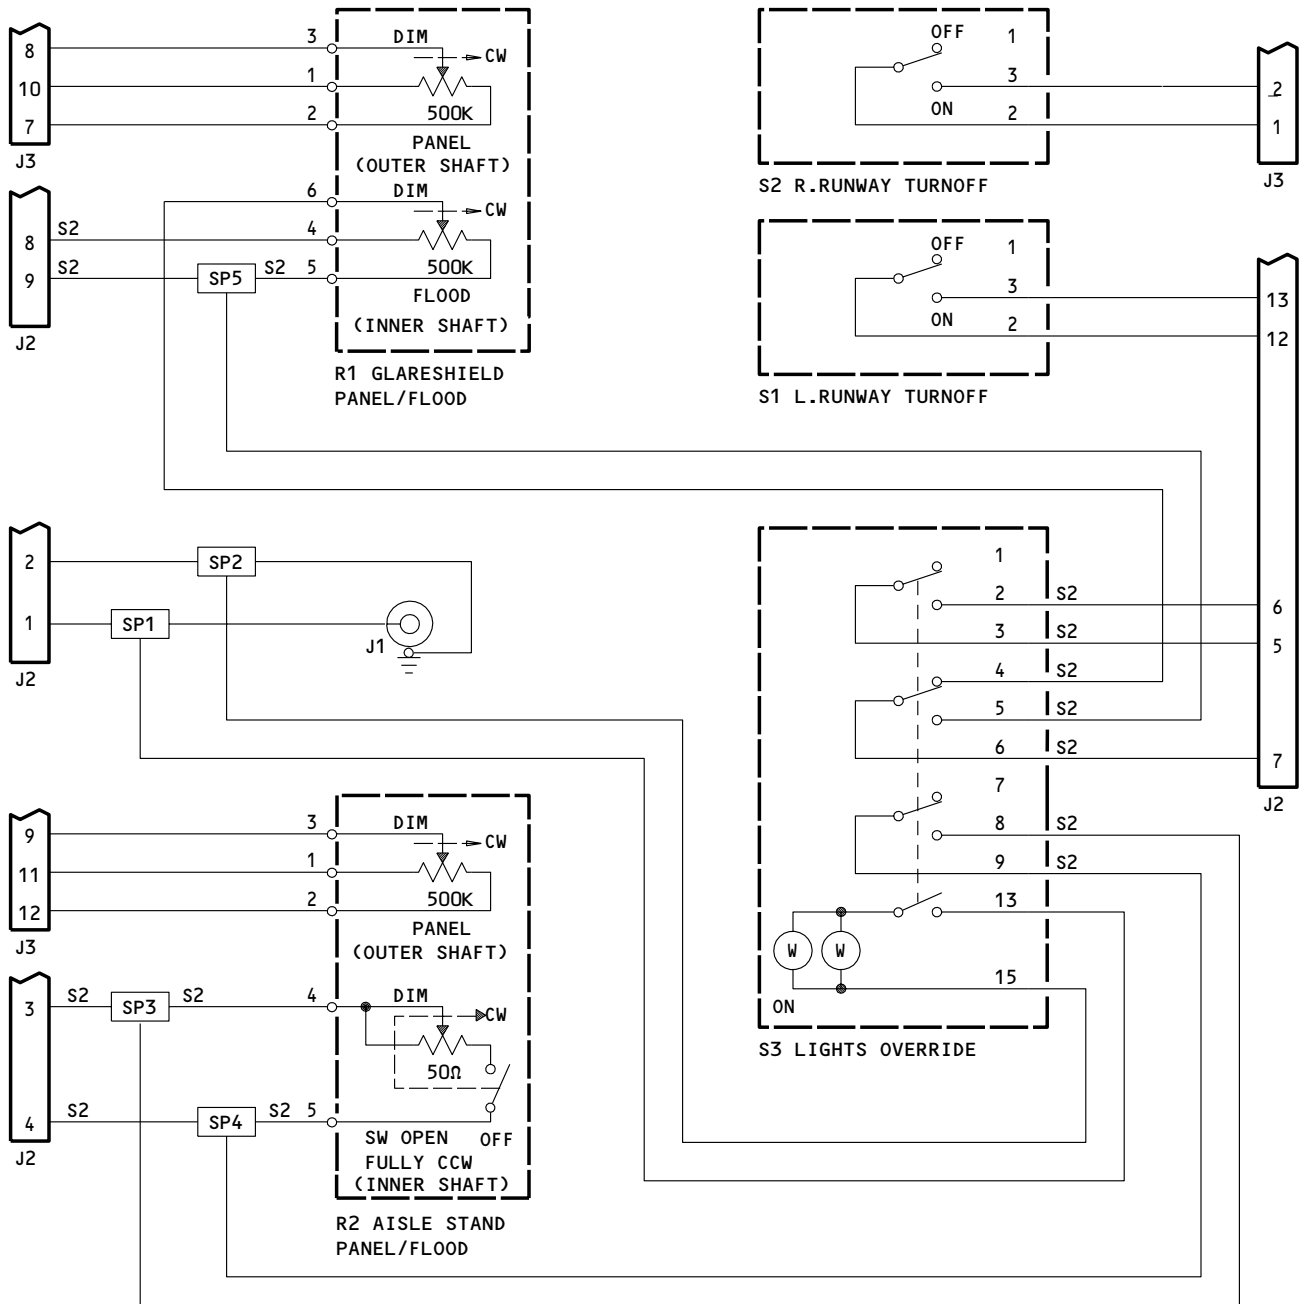 8 3 DIM
CW
10 1
7 2 500K
PANEL
(OUTER SHAFT)
J3
6 DIM
CW
8 S2 4
9 S2 SP5 S2 5 500K
FLOOD
(INNER SHAFT)
J2
R1 GLARESHIELD
PANEL/FLOOD
OFF 1
3 2
ON 2 1
S2 R.RUNWAY TURNOFF
J3
OFF 1
3 13
ON 2 12
S1 L.RUNWAY TURNOFF
2 SP2
1 SP1
J1
J2
1
2 S2 6
3 S2 5
4 S2
5 S2
6 S2 7
7
J2
8 S2
9 S2
13
W W
15
ON
S3 LIGHTS OVERRIDE
9 3 DIM
CW
11 1
12 2 500K
PANEL
(OUTER SHAFT)
J3
3 S2 SP3 S2 4 DIM
CW
50Ω
4 S2 SP4 S2 5
SW OPEN OFF
FULLY CCW
(INNER SHAFT)
J2
R2 AISLE STAND
PANEL/FLOOD